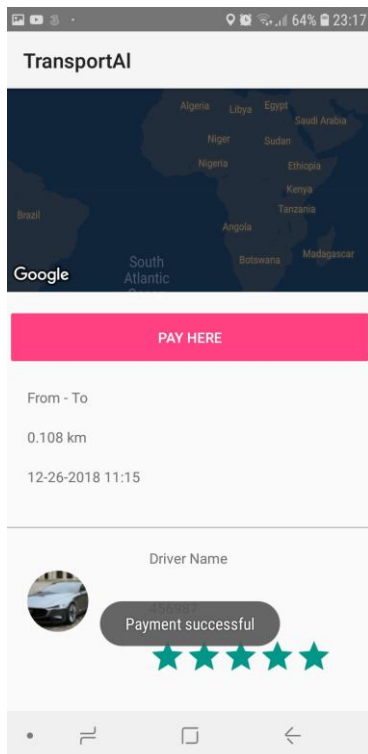 64% 23:17
TransportAI
Algeria Libya Egypt
Saudi Arabia
Niger Sudan
Nigeria Ethiopia
Kenya
Brazil Tanzania
Angola
South Botswana Madagascar
Google Atlantic
PAY HERE
From - To
0.108 km
12-26-2018 11:15
Driver Name
456987
Payment successful